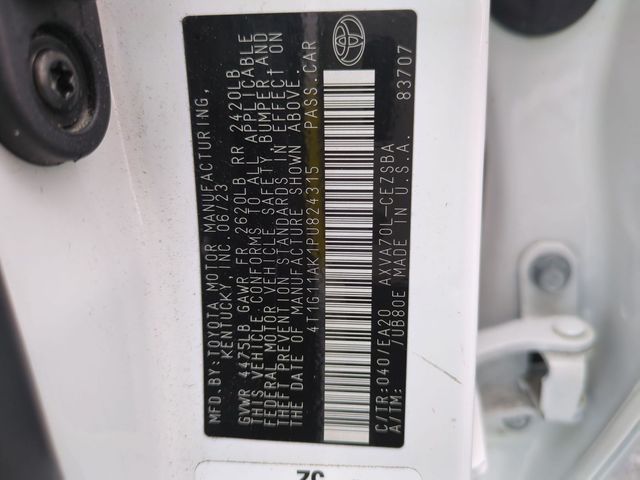 MFD.BY:TOYOTA MOTOR MANUFACTURING,
KENTUCKY, INC. 06/23
GVWR 4475LB GAWR FR 2620LB RR 2420LB
THIS VEHICLE CONFORMS TO ALL APPLICABLE
FEDERAL MOTOR VEHICLE SAFETY, BUMPER AND
THEFT PREVENTION STANDARDS IN EFFECT ON
THE DATE OF MANUFACTURE SHOWN ABOVE.
4T1G11AK1PU824315 PASS.CAR
C/TR:040/EA20 AXVA70L-CEZSBA
A/TM: /UB80E MADE IN U.S.A. 83707